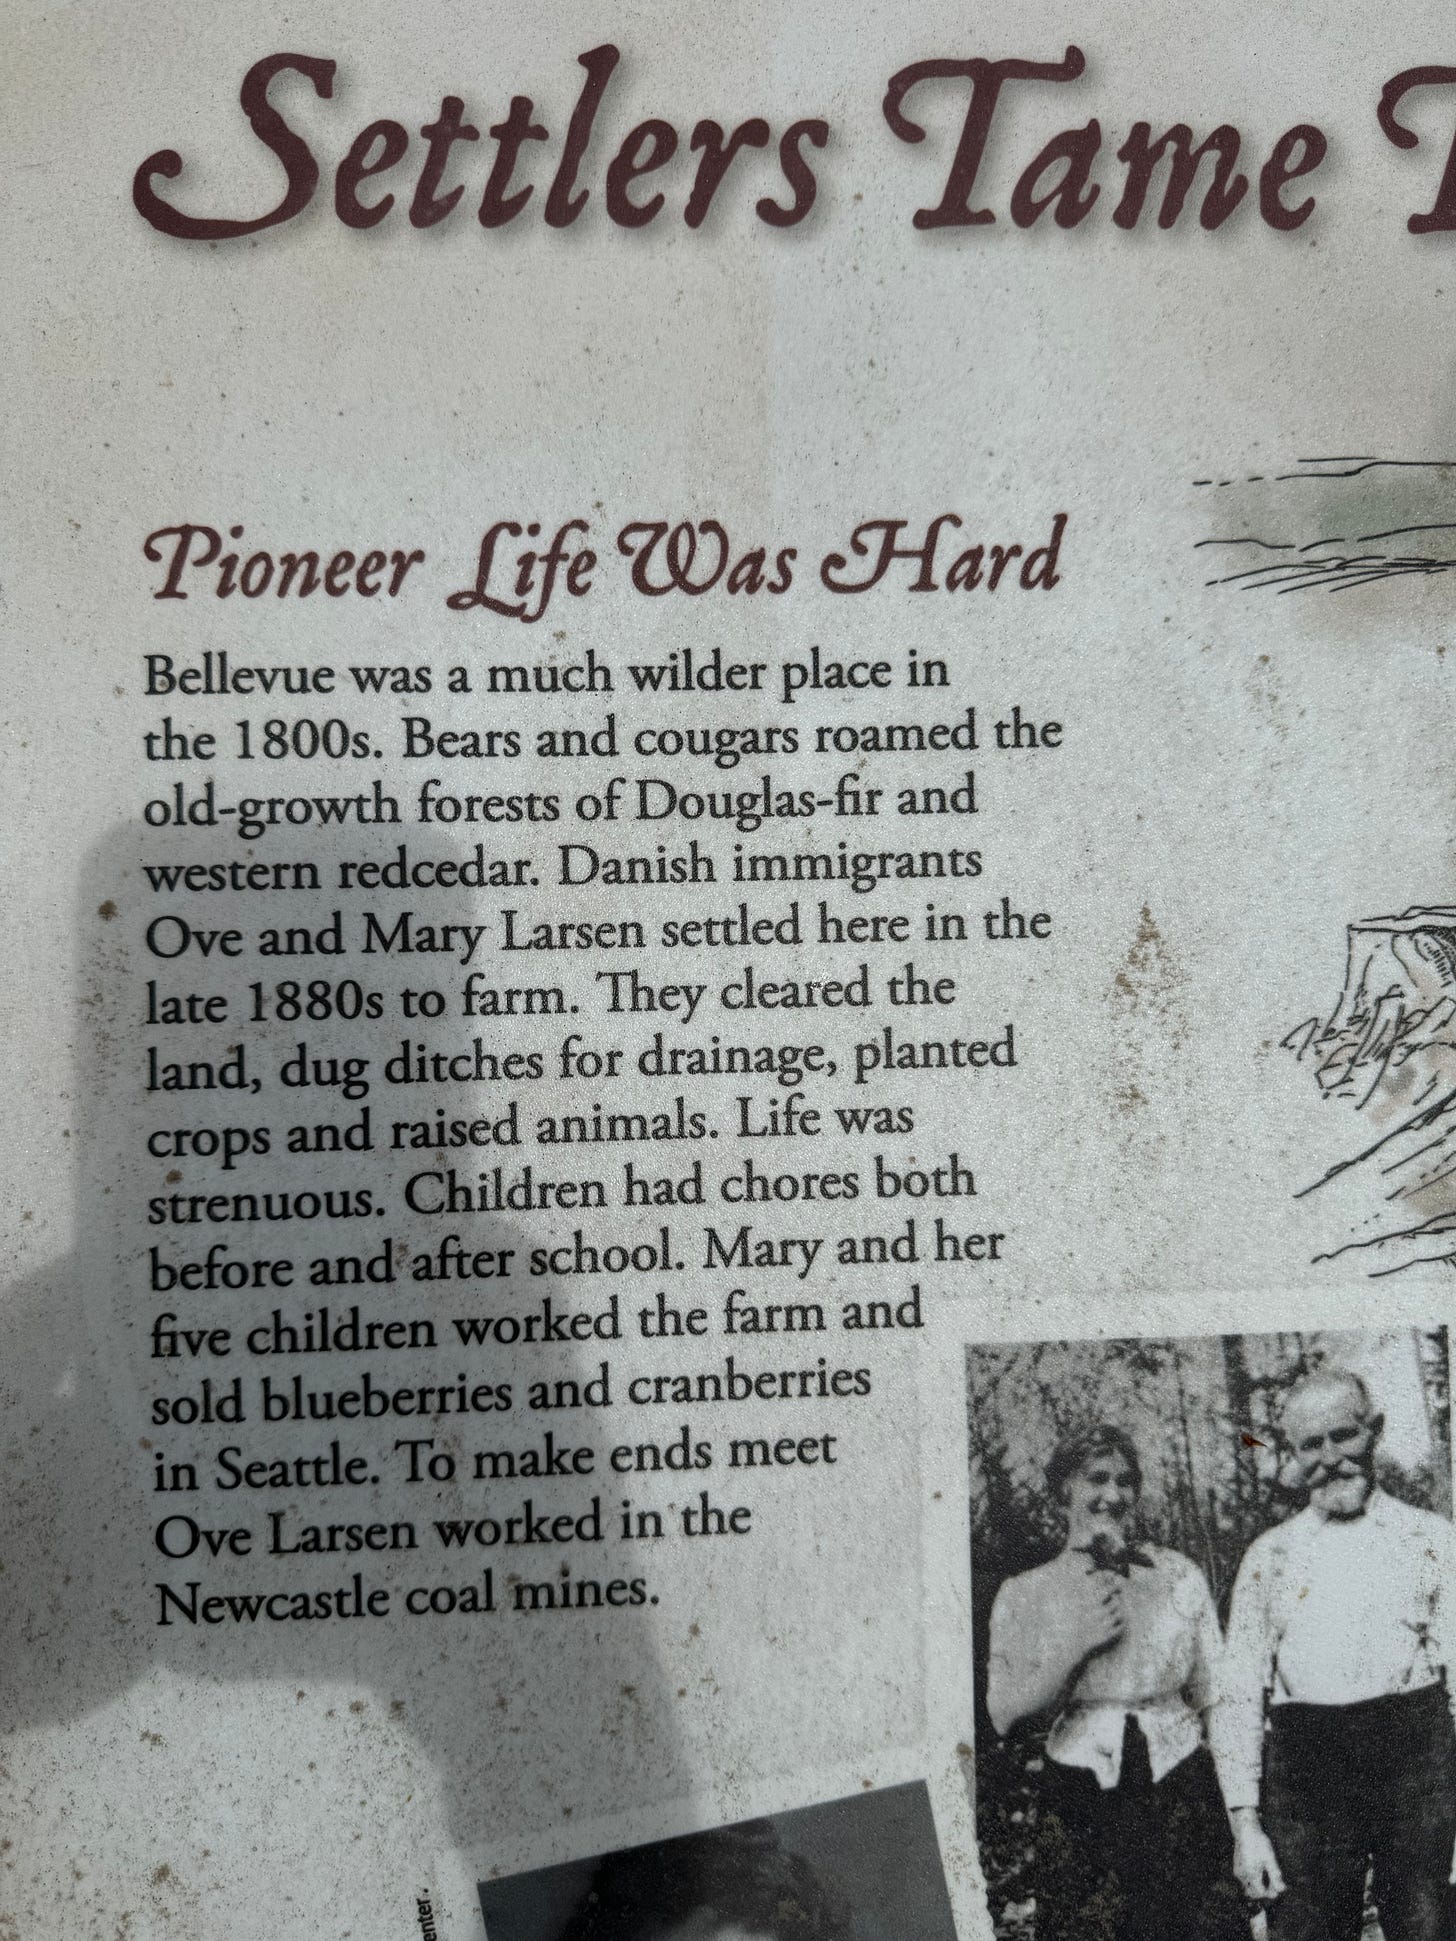 Settlers Tame
Pioneer Life Was Hard
Bellevue was a much wilder place in
the 1800s. Bears and cougars roamed the
old-growth forests of Douglas-fir and
western redcedar. Danish immigrants
Ove and Mary Larsen settled here in the
late 1880s to farm. They cleared the
land, dug ditches for drainage, planted
crops and raised animals. Life was
strenuous. Children had chores both
before and after school. Mary and her
five children worked the farm and
sold blueberries and cranberries
in Seattle. To make ends meet
Ove Larsen worked in the
Newcastle coal mines.